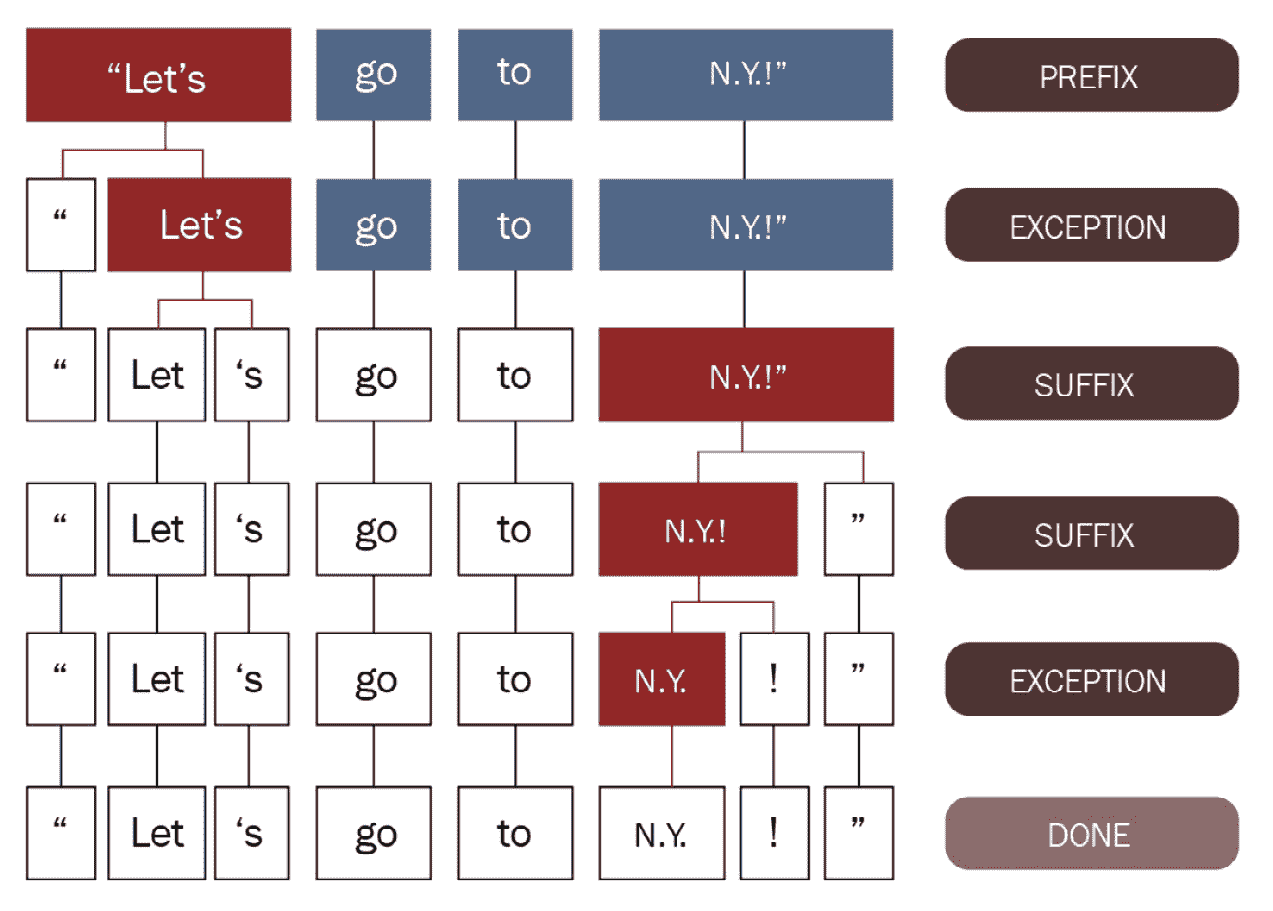 “Let’s go to N.Y.!” PREFIX
“ Let’s go to N.Y.!” EXCEPTION
“ Let ‘s go to N.Y.!” SUFFIX
“ Let ‘s go to N.Y.! ” SUFFIX
“ Let ‘s go to N.Y. ! ” EXCEPTION
“ Let ‘s go to N.Y. ! ” DONE